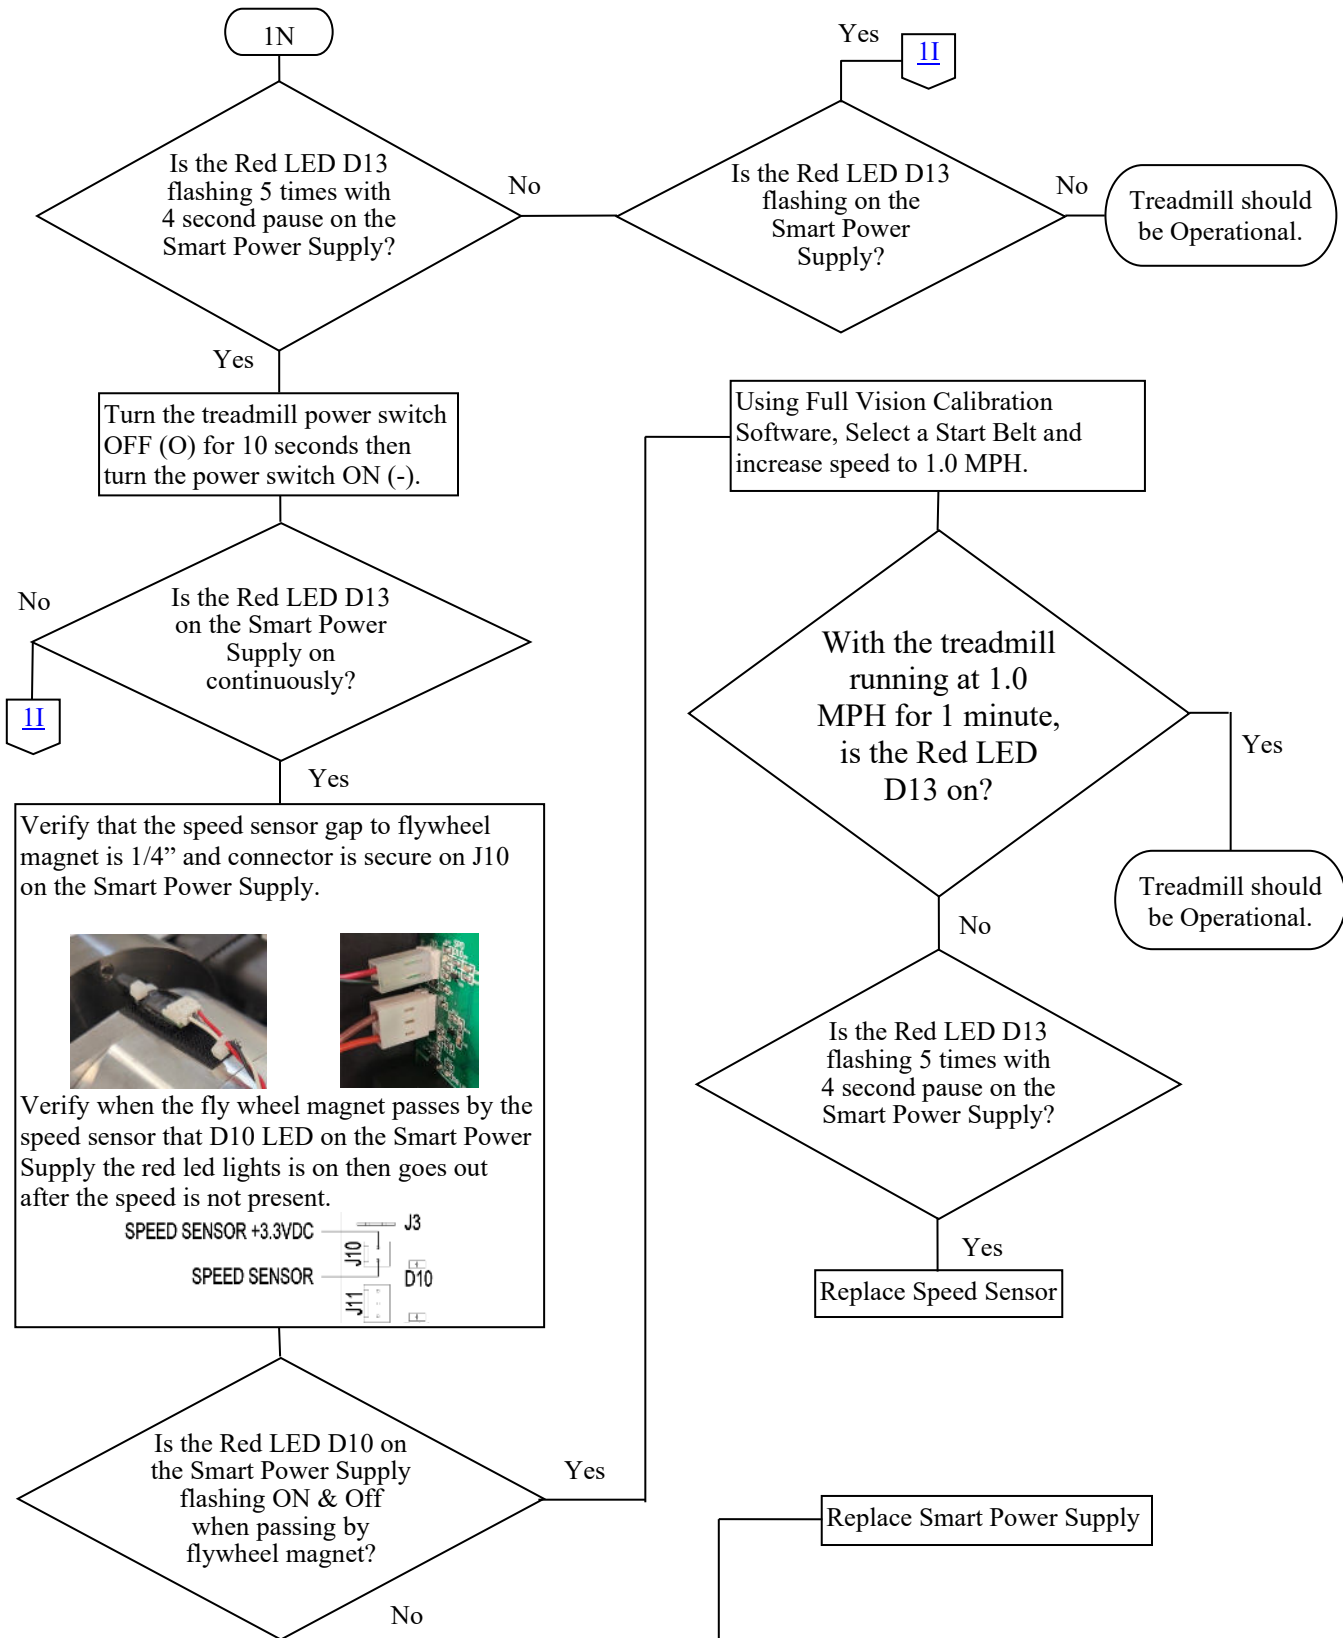 1N
Is the Red LED D13
flashing 5 times with
4 second pause on the
Smart Power Supply?
No
Yes
1I
Is the Red LED D13
flashing on the
Smart Power
Supply?
No
Treadmill should
be Operational.
Yes
Turn the treadmill power switch
OFF (O) for 10 seconds then
turn the power switch ON (-).
Is the Red LED D13
on the Smart Power
Supply on
continuously?
No
1I
Yes
Verify that the speed sensor gap to flywheel
magnet is 1/4” and connector is secure on J10
on the Smart Power Supply.
Verify when the fly wheel magnet passes by the
speed sensor that D10 LED on the Smart Power
Supply the red led lights is on then goes out
after the speed is not present.
SPEED SENSOR +3.3VDC
J3
J10
SPEED SENSOR
D10
J11
Is the Red LED D10 on
the Smart Power Supply
flashing ON & Off
when passing by
flywheel magnet?
Yes
No
Using Full Vision Calibration
Software, Select a Start Belt and
increase speed to 1.0 MPH.
With the treadmill
running at 1.0
MPH for 1 minute,
is the Red LED
D13 on?
Yes
Treadmill should
be Operational.
No
Is the Red LED D13
flashing 5 times with
4 second pause on the
Smart Power Supply?
Yes
Replace Speed Sensor
Replace Smart Power Supply